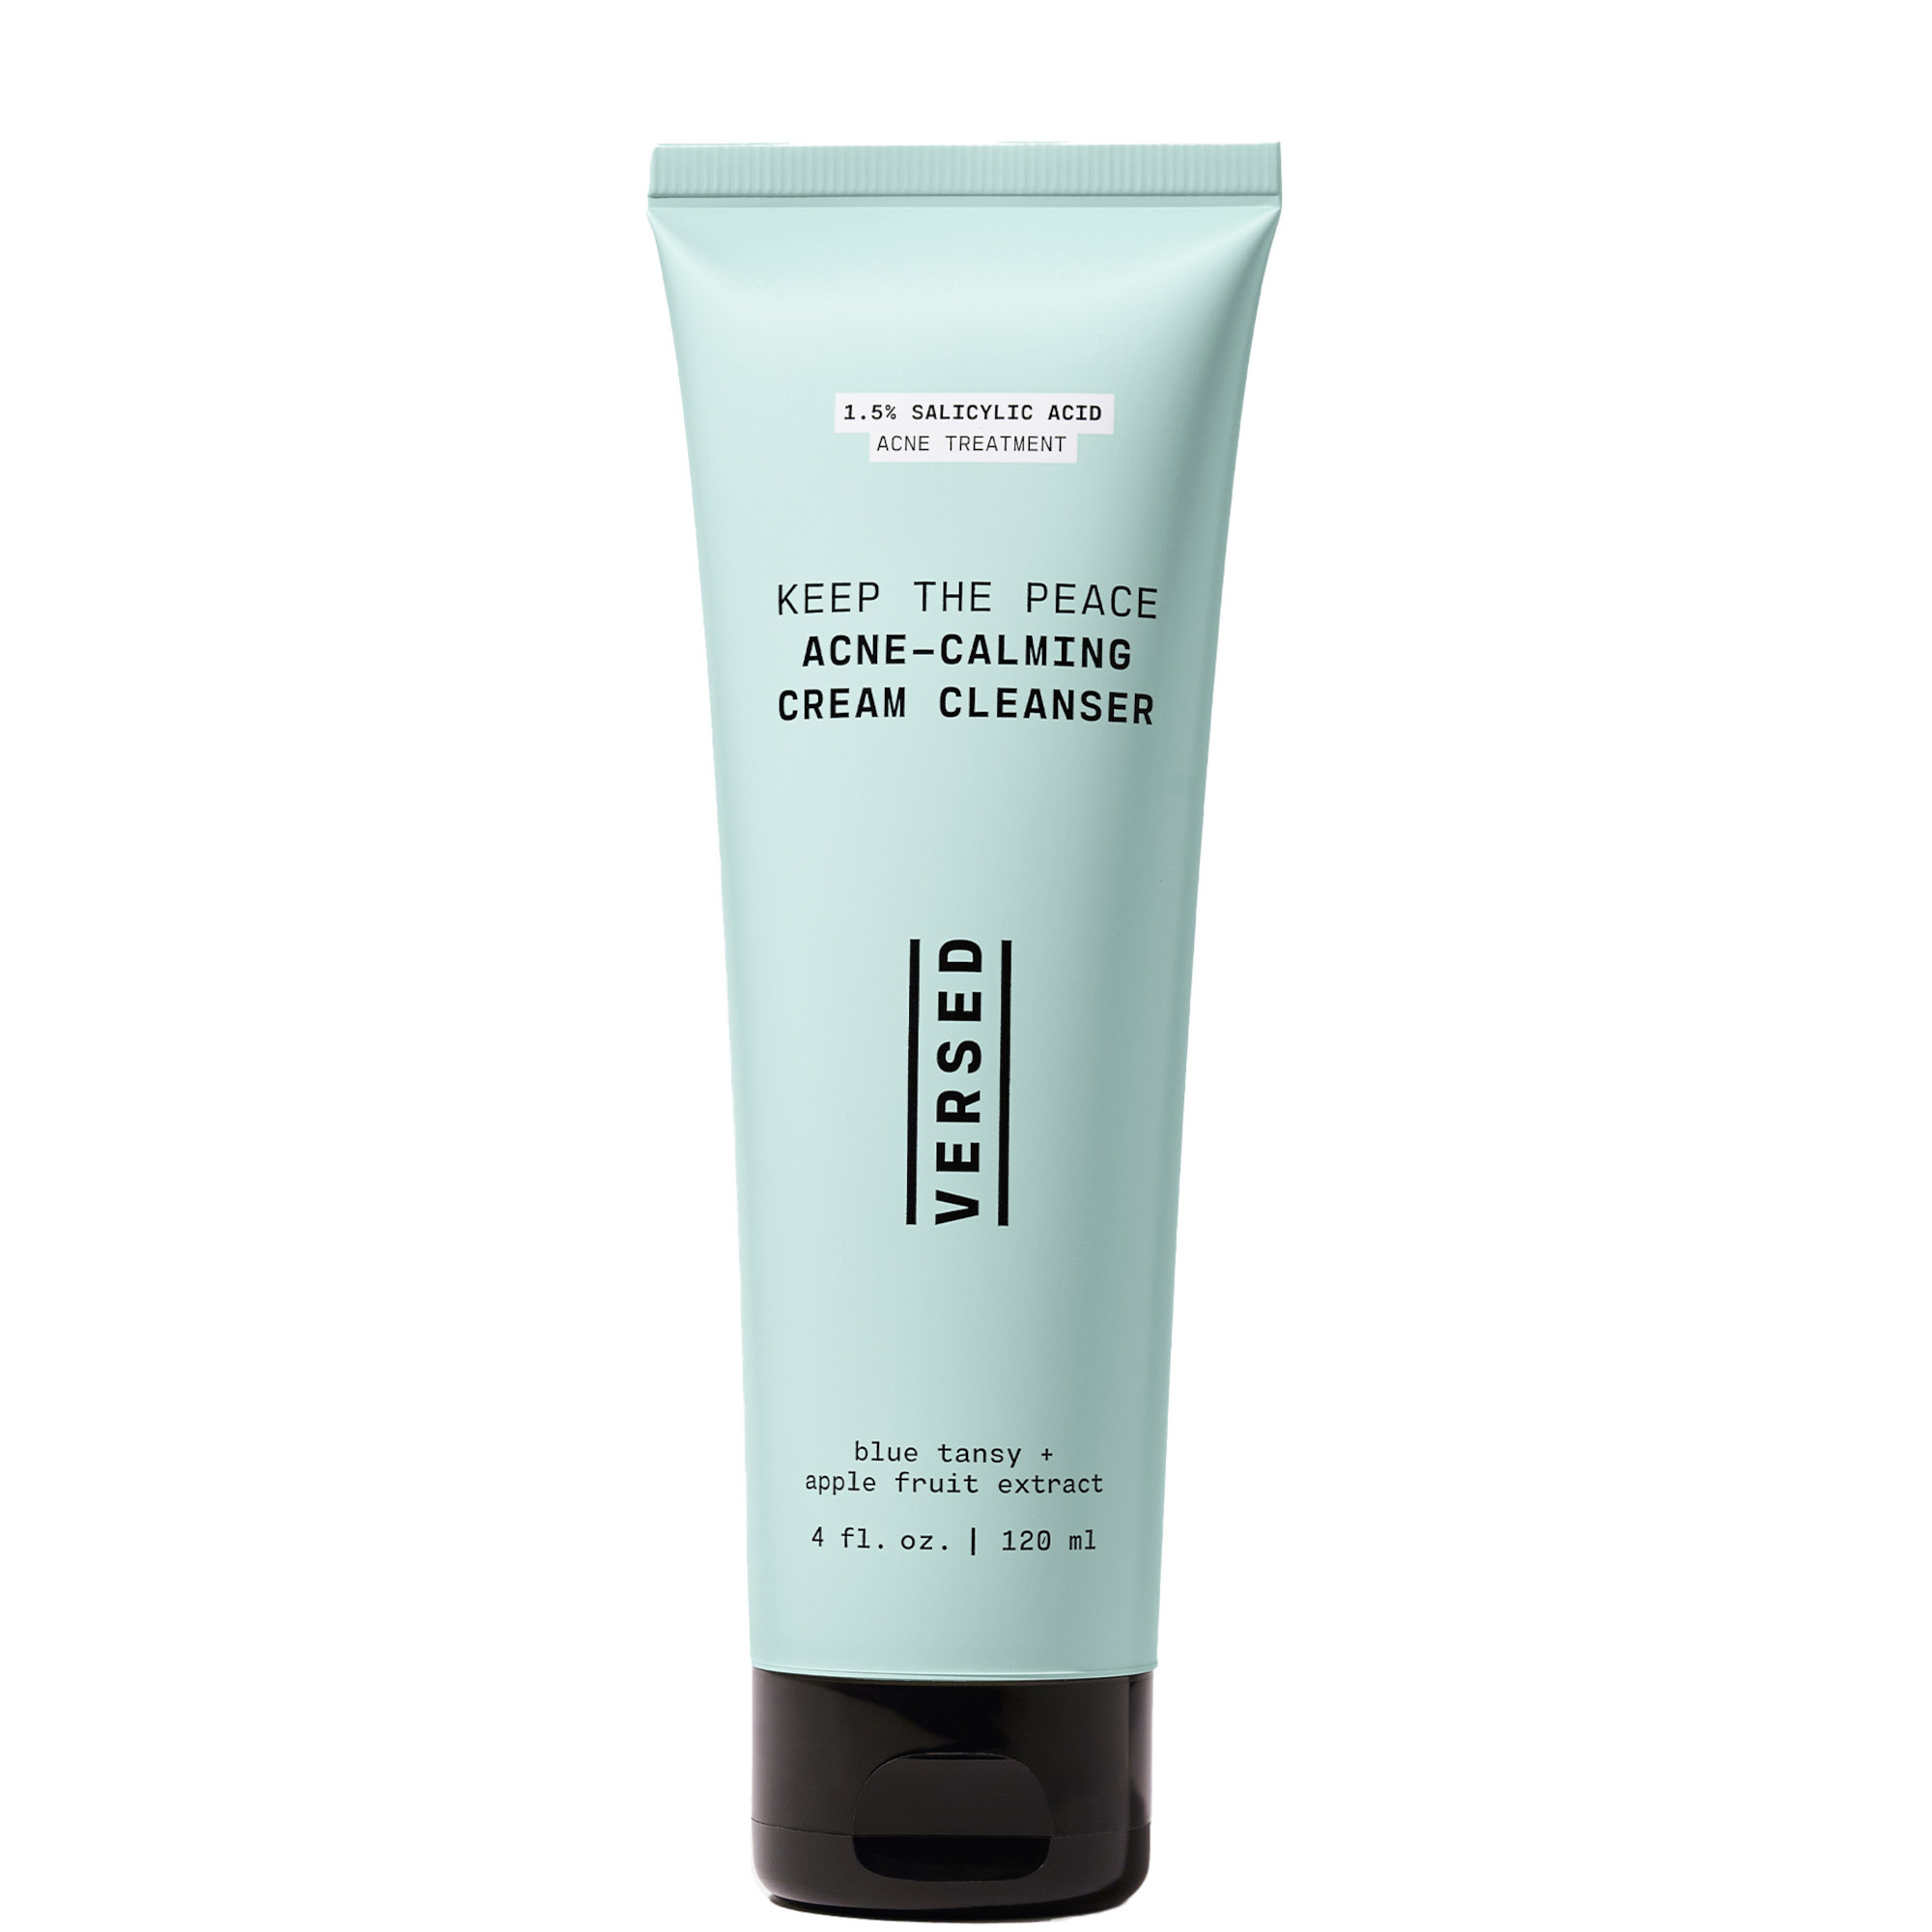 1.5% SALICYLIC ACID
ACNE TREATMENT
KEEP THE PEACE
ACNE–CALMING
CREAM CLEANSER
VERSED
blue tansy +
apple fruit extract
4 fl. oz. | 120 ml